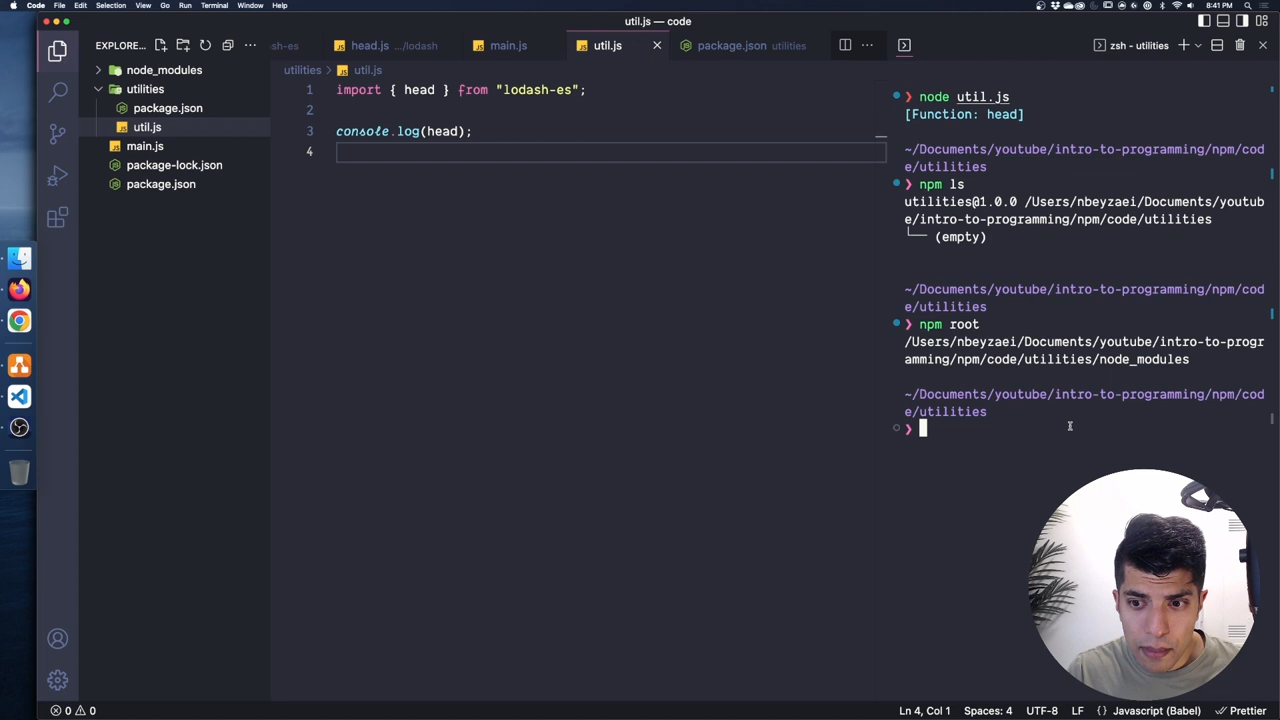 Code File Edit Selection View Go Run Terminal Window Help 8:41 PM
util.js — code
EXPLORE... -es head.js .../lodash main.js util.js package.json utilities zsh - utilities
node_modules
utilities
package.json
util.js
main.js
package-lock.json
package.json
utilities > util.js
1 import { head } from "lodash-es";
2
3 console.log(head);
4
❯ node util.js
[Function: head]
~/Documents/youtube/intro-to-programming/npm/cod
e/utilities
❯ npm ls
utilities@1.0.0 /Users/nbeyzaei/Documents/youtub
e/intro-to-programming/npm/code/utilities
└── (empty)
~/Documents/youtube/intro-to-programming/npm/cod
e/utilities
❯ npm root
/Users/nbeyzaei/Documents/youtube/intro-to-progr
amming/npm/code/utilities/node_modules
~/Documents/youtube/intro-to-programming/npm/cod
e/utilities
❯
0 0 Ln 4, Col 1 Spaces: 4 UTF-8 LF {} Javascript (Babel) Prettier